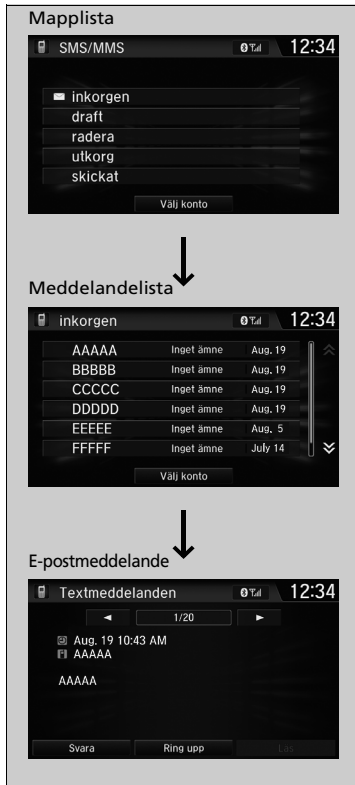 Mapplista
SMS/MMS 12:34
inkorgen
draft
radera
utkorg
skickat
Välj konto
Meddelandelista
inkorgen 12:34
AAAAA Inget ämne Aug. 19
BBBBB Inget ämne Aug. 19
CCCCC Inget ämne Aug. 19
DDDDD Inget ämne Aug. 19
EEEEE Inget ämne Aug. 5
FFFFF Inget ämne July 14
Välj konto
E-postmeddelande
Textmeddelanden 12:34
1/20
Aug. 19 10:43 AM
AAAAA
AAAAA
Svara Ring upp